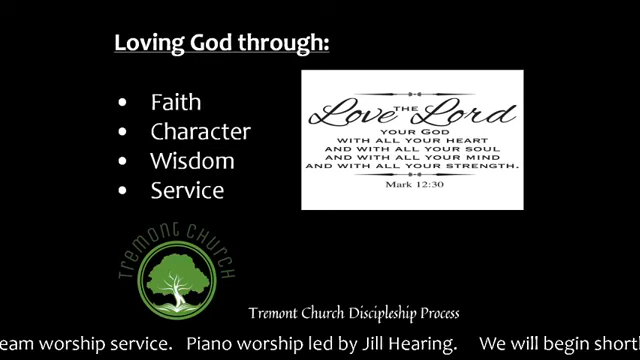 Loving God through:
• Faith
• Character
• Wisdom
• Service
Love THE Lord
YOUR GOD
WITH ALL YOUR HEART
AND WITH ALL YOUR SOUL
AND WITH ALL YOUR MIND
AND WITH ALL YOUR STRENGTH.
Mark 12:30
TREMONT CHURCH
Tremont Church Discipleship Process
eam worship service. Piano worship led by Jill Hearing. We will begin shortl